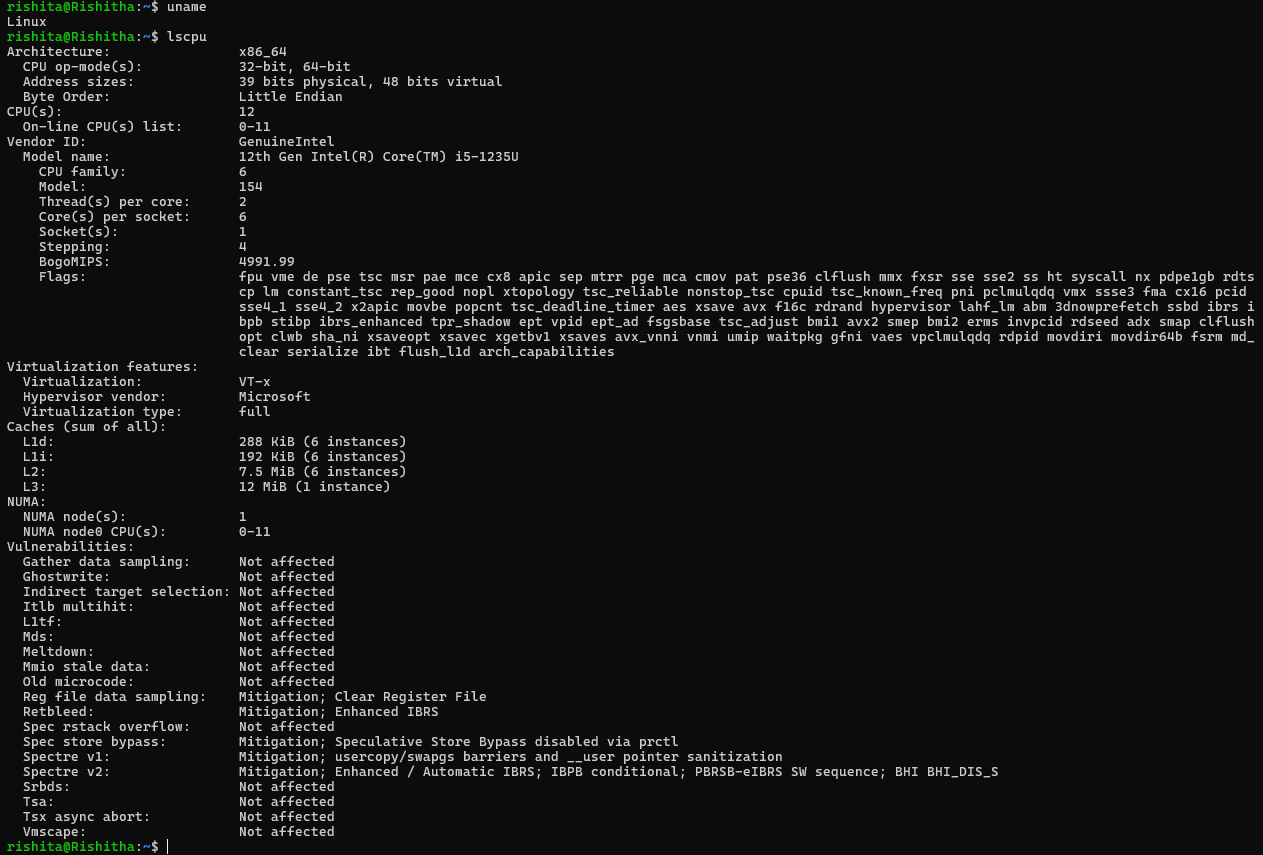 rishita@Rishitha:~$ uname
Linux
rishita@Rishitha:~$ lscpu
Architecture:                x86_64
  CPU op-mode(s):            32-bit, 64-bit
  Address sizes:             39 bits physical, 48 bits virtual
  Byte Order:                Little Endian
CPU(s):                      12
  On-line CPU(s) list:       0-11
Vendor ID:                   GenuineIntel
  Model name:                12th Gen Intel(R) Core(TM) i5-1235U
    CPU family:              6
    Model:                   154
    Thread(s) per core:      2
    Core(s) per socket:      6
    Socket(s):               1
    Stepping:                4
    BogoMIPS:                4991.99
    Flags:                   fpu vme de pse tsc msr pae mce cx8 apic sep mtrr pge mca cmov pat pse36 clflush mmx fxsr sse sse2 ss ht syscall nx pdpe1gb rdts
                             cp lm constant_tsc rep_good nopl xtopology tsc_reliable nonstop_tsc cpuid tsc_known_freq pni pclmulqdq vmx ssse3 fma cx16 pcid
                             sse4_1 sse4_2 x2apic movbe popcnt tsc_deadline_timer aes xsave avx f16c rdrand hypervisor lahf_lm abm 3dnowprefetch ssbd ibrs i
                             bpb stibp ibrs_enhanced tpr_shadow ept vpid ept_ad fsgsbase tsc_adjust bmi1 avx2 smep bmi2 erms invpcid rdseed adx smap clflush
                             opt clwb sha_ni xsaveopt xsavec xgetbv1 xsaves avx_vnni vnmi umip waitpkg gfni vaes vpclmulqdq rdpid movdiri movdir64b fsrm md_
                             clear serialize ibt flush_l1d arch_capabilities
Virtualization features:
  Virtualization:            VT-x
  Hypervisor vendor:         Microsoft
  Virtualization type:       full
Caches (sum of all):
  L1d:                       288 KiB (6 instances)
  L1i:                       192 KiB (6 instances)
  L2:                        7.5 MiB (6 instances)
  L3:                        12 MiB (1 instance)
NUMA:
  NUMA node(s):              1
  NUMA node0 CPU(s):         0-11
Vulnerabilities:
  Gather data sampling:      Not affected
  Ghostwrite:                Not affected
  Indirect target selection: Not affected
  Itlb multihit:             Not affected
  L1tf:                      Not affected
  Mds:                       Not affected
  Meltdown:                  Not affected
  Mmio stale data:           Not affected
  Old microcode:             Not affected
  Reg file data sampling:    Mitigation; Clear Register File
  Retbleed:                  Mitigation; Enhanced IBRS
  Spec rstack overflow:      Not affected
  Spec store bypass:         Mitigation; Speculative Store Bypass disabled via prctl
  Spectre v1:                Mitigation; usercopy/swapgs barriers and __user pointer sanitization
  Spectre v2:                Mitigation; Enhanced / Automatic IBRS; IBPB conditional; PBRSB-eIBRS SW sequence; BHI BHI_DIS_S
  Srbds:                     Not affected
  Tsa:                       Not affected
  Tsx async abort:           Not affected
  Vmscape:                   Not affected
rishita@Rishitha:~$